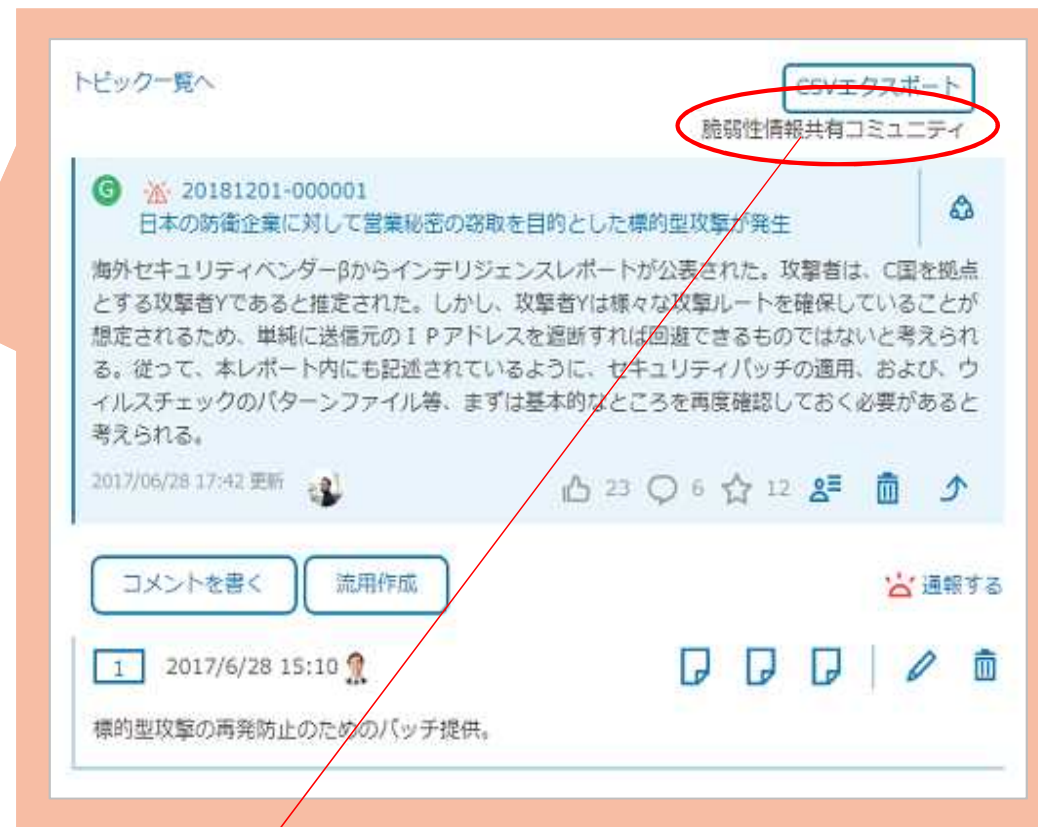 トピック一覧へ
CSVエクスポート
脆弱性情報共有コミュニティ
G 20181201-000001
日本の防衛企業に対して営業秘密の窃取を目的とした標的型攻撃が発生
海外セキュリティベンダーβからインテリジェンスレポートが公表された。攻撃者は、C国を拠点
とする攻撃者Yであると推定された。しかし、攻撃者Yは様々な攻撃ルートを確保していることが
想定されるため、単純に送信元のＩＰアドレスを遮断すれば回避できるものではないと考えられ
る。従って、本レポート内にも記述されているように、セキュリティパッチの適用、および、ウ
ィルスチェックのパターンファイル等、まずは基本的なところを再度確認しておく必要があると
考えられる。
2017/06/28 17:42 更新 23 6 12
コメントを書く 流用作成 通報する
1 2017/6/28 15:10
標的型攻撃の再発防止のためのパッチ提供。